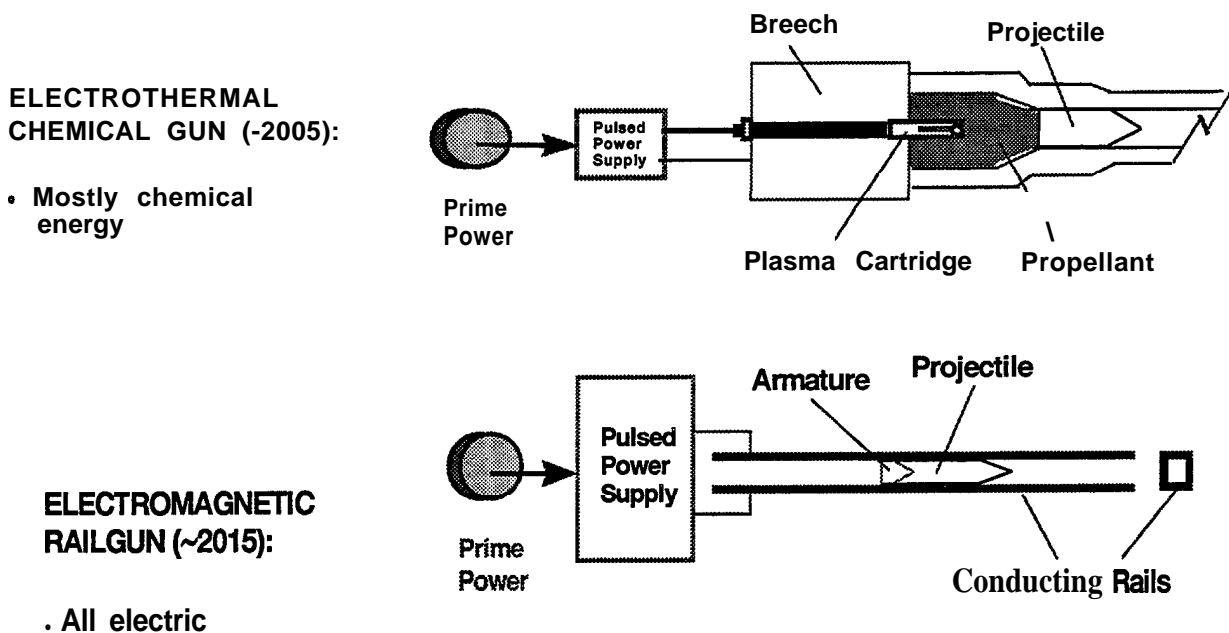 Breech
Projectile
ELECTROTHERMAL
CHEMICAL GUN (-2005):
Pulsed
Power
Supply
• Mostly chemical
energy
Prime
Power
Plasma Cartridge
Propellant
Armature
Projectile
Pulsed
Power
Supply
ELECTROMAGNETIC
RAILGUN (~2015):
Prime
Power
Conducting Rails
. All electric